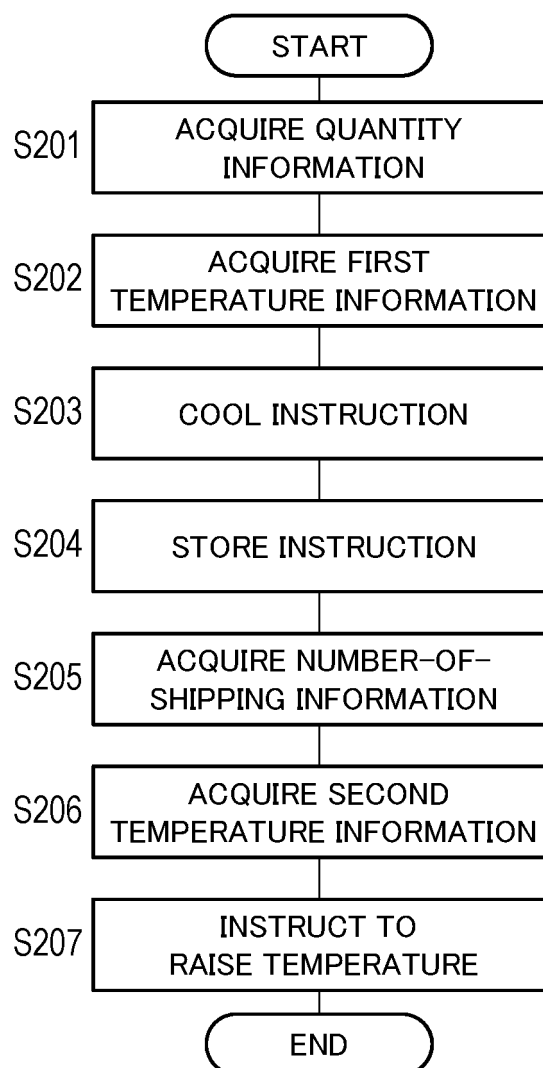 START
S201
ACQUIRE QUANTITY
INFORMATION
S202
ACQUIRE FIRST
TEMPERATURE INFORMATION
S203
COOL INSTRUCTION
S204
STORE INSTRUCTION
S205
ACQUIRE NUMBER-OF-
SHIPPING INFORMATION
S206
ACQUIRE SECOND
TEMPERATURE INFORMATION
S207
INSTRUCT TO
RAISE TEMPERATURE
END